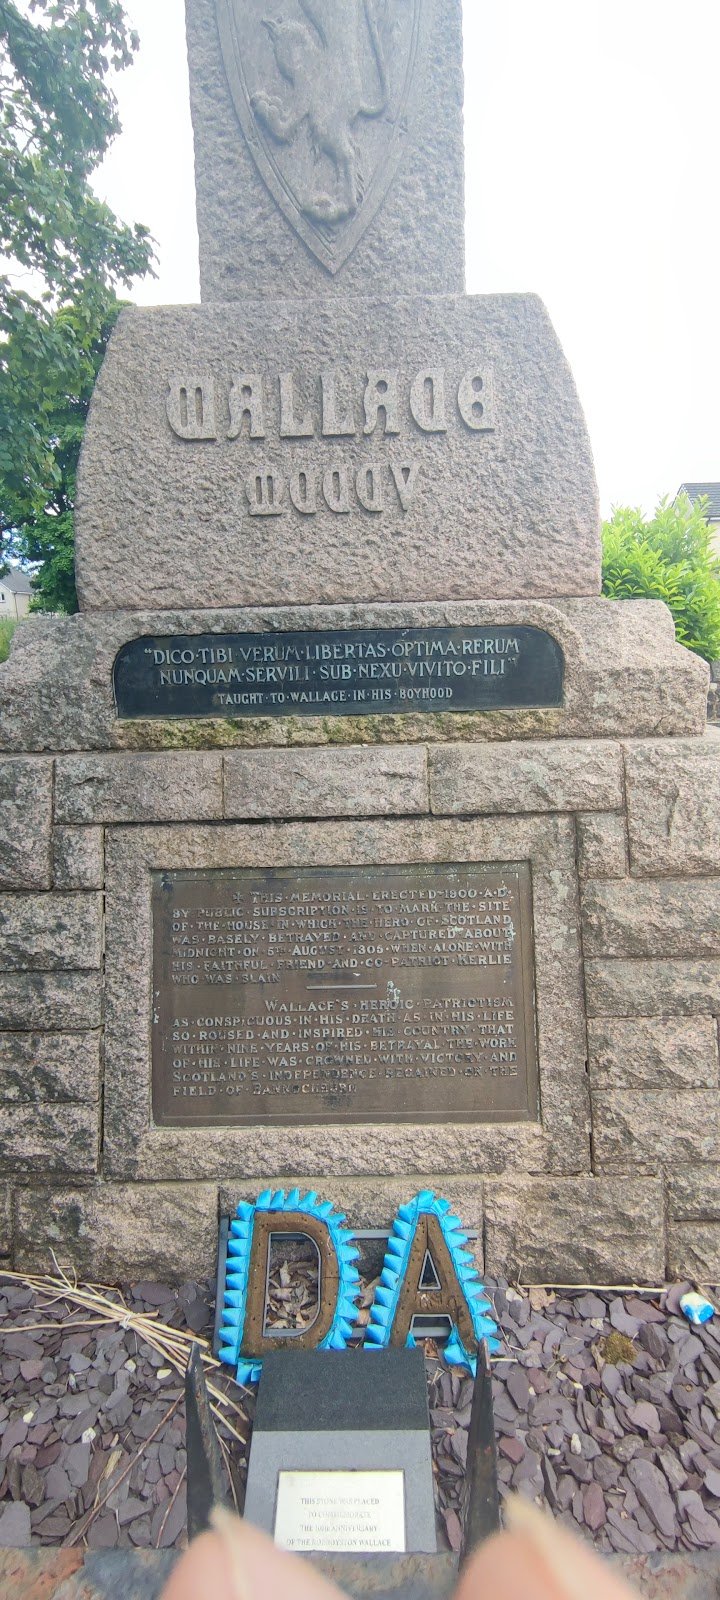 WALLACE
MCCCV
"DICO·TIBI VERUM·LIBERTAS·OPTIMA·RERUM
NUNQUAM·SERVILI·SUB·NEXU·VIVITO·FILI"
TAUGHT·TO·WALLACE·IN·HIS·BOYHOOD
THIS·MEMORIAL·ERECTED·1900·A.D.
BY PUBLIC SUBSCRIPTION IS·TO·MARK·THE·SITE
OF·THE·HOUSE·IN·WHICH·THE·HERO·OF·SCOTLAND
WAS·BASELY·BETRAYED·AND·CAPTURED·ABOUT
MIDNIGHT·ON·5TH·AUGUST·1305·WHEN·ALONE·WITH
HIS·FAITHFUL·FRIEND·AND·CO-PATRIOT·KERLIE
WHO·WAS·SLAIN
WALLACE'S·HEROIC·PATRIOTISM
AS·CONSPICUOUS·IN·HIS·DEATH·AS·IN·HIS·LIFE
SO·ROUSED·AND·INSPIRED·HIS·COUNTRY·THAT
WITHIN·NINE·YEARS·OF·HIS·BETRAYAL·THE·WORK
OF·HIS·LIFE·WAS·CROWNED·WITH·VICTORY·AND
SCOTLAND'S·INDEPENDENCE·REGAINED·ON·THE
FIELD·OF·BANNOCKBURN
DA
THIS STONE WAS PLACED
TO COMMEMORATE
THE 100TH ANNIVERSARY
OF THE ROBROYSTON WALLACE